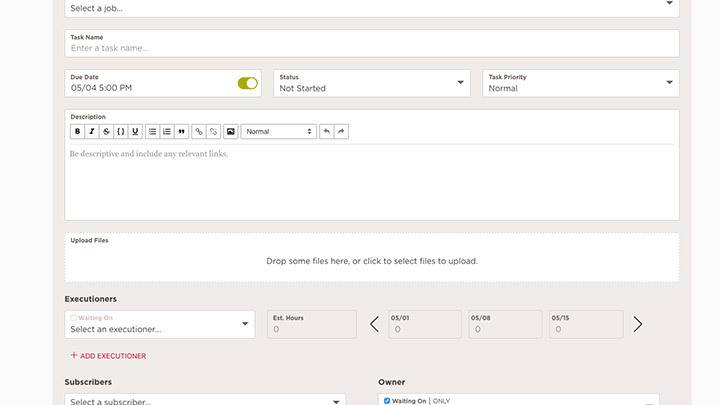 Select a job...
Task Name
Enter a task name...
Due Date
05/04 5:00 PM
Status
Not Started
Task Priority
Normal
Description
B I S {} U Normal
Be descriptive and include any relevant links.
Upload Files
Drop some files here, or click to select files to upload.
Executioners
Waiting On
Select an executioner...
Est. Hours
0
05/01
0
05/08
0
05/15
0
+ ADD EXECUTIONER
Subscribers
Select a subscriber...
Owner
Waiting On | ONLY